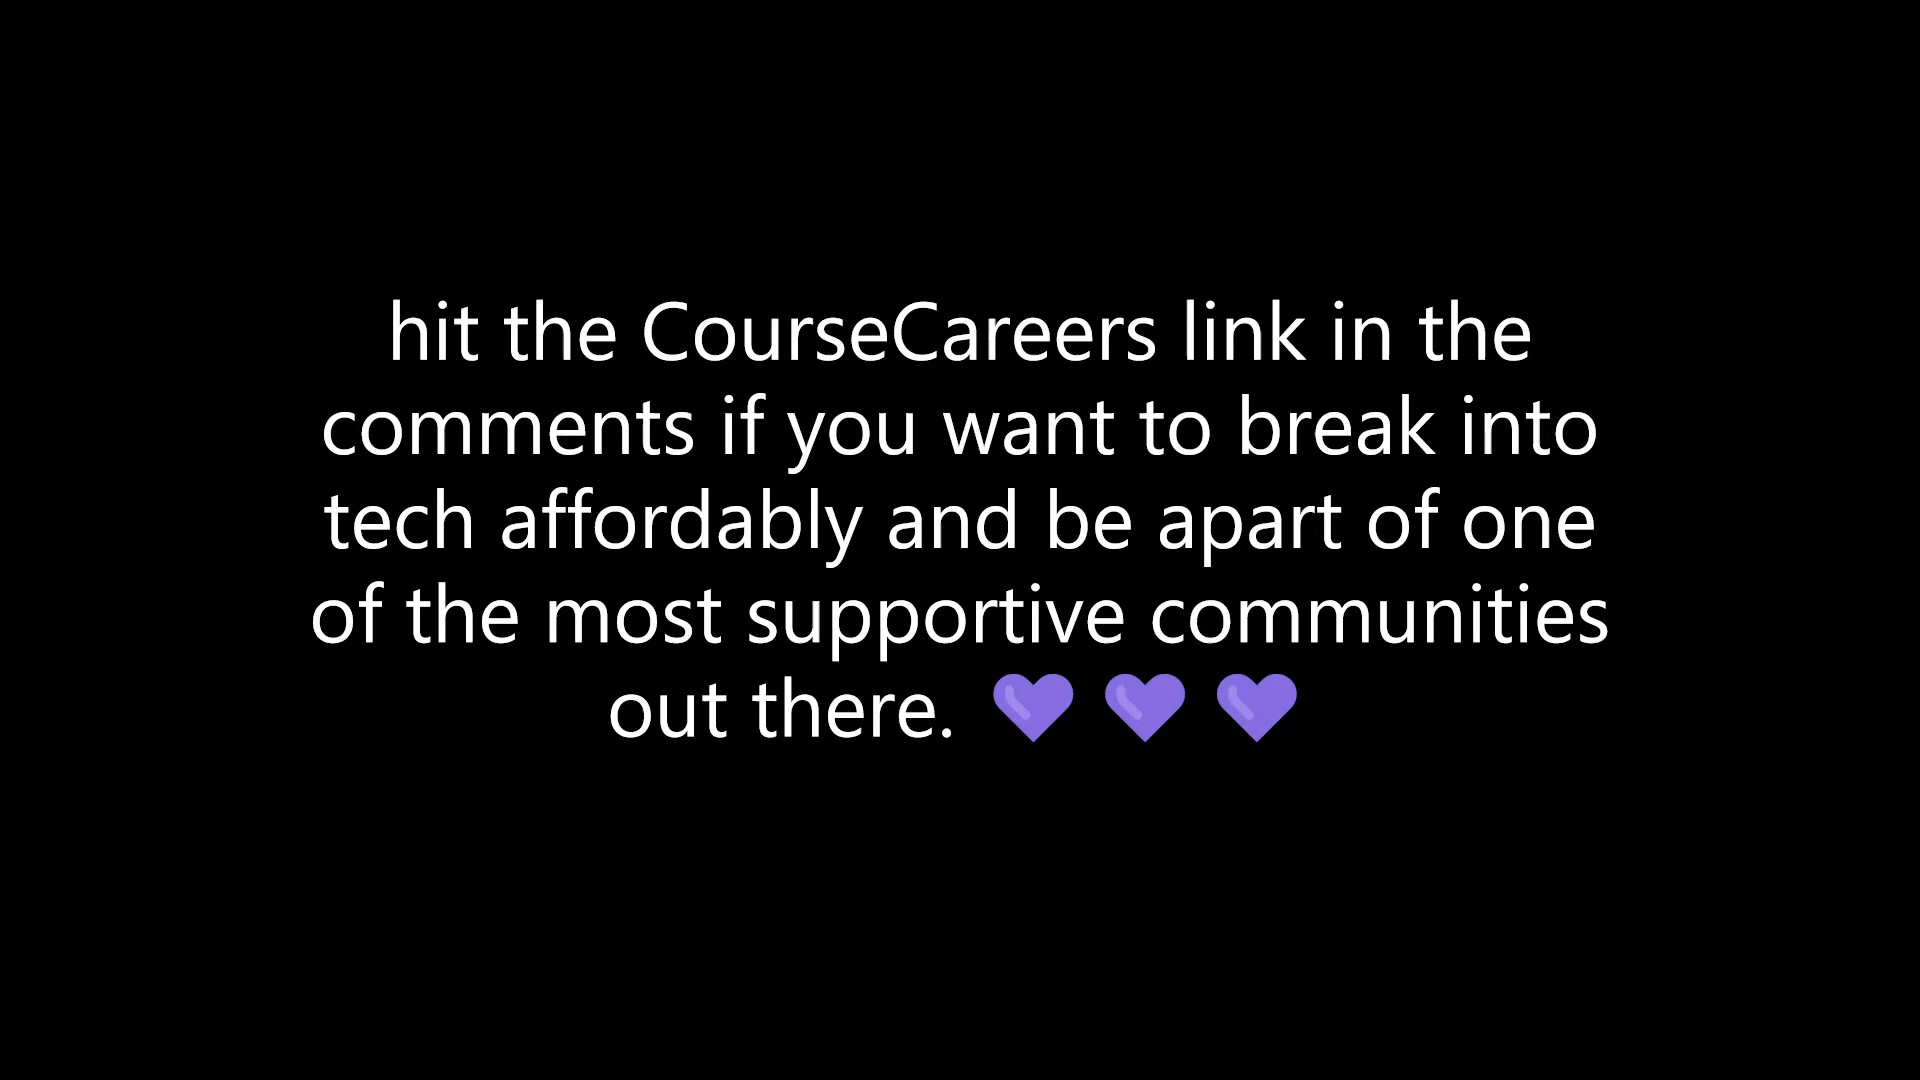 hit the CourseCareers link in the
comments if you want to break into
tech affordably and be apart of one
of the most supportive communities
out there. 💜 💜 💜